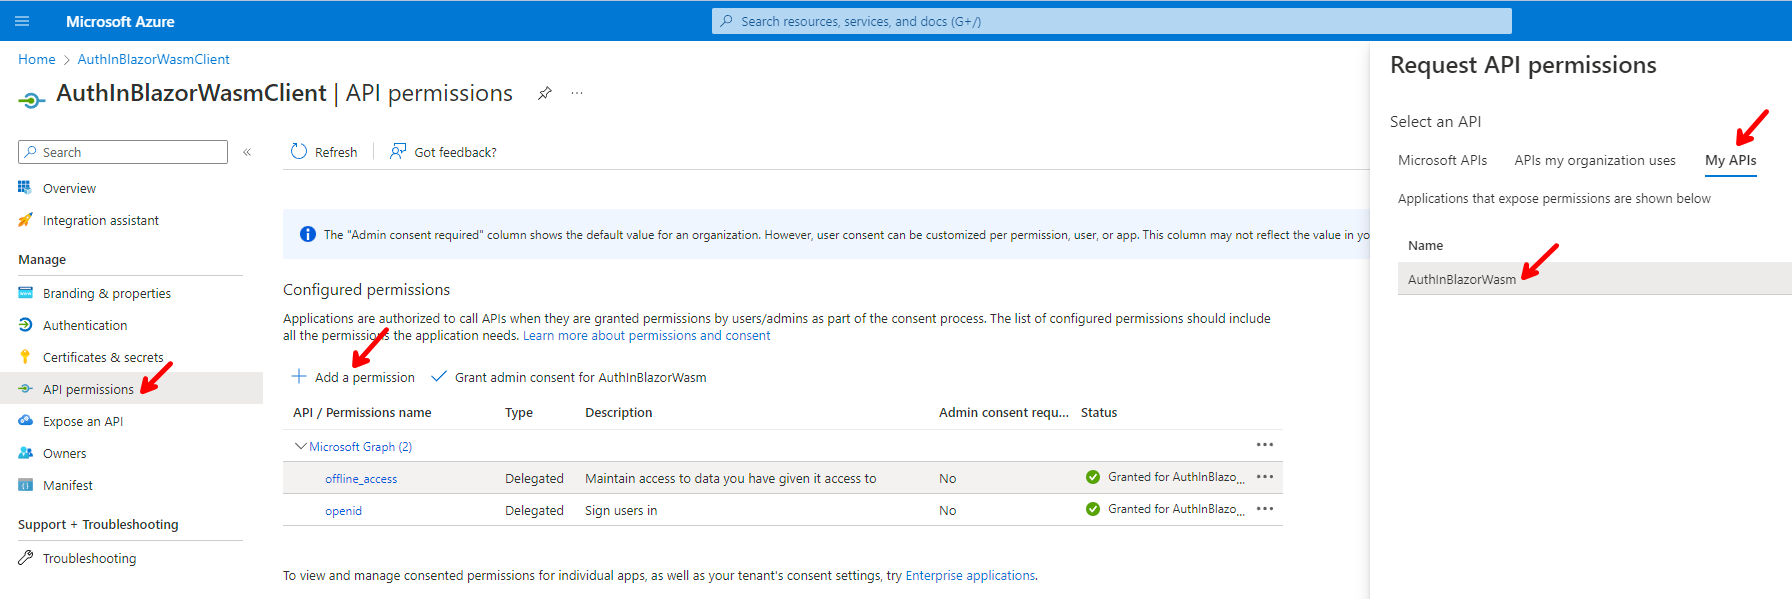 Microsoft Azure
Search resources, services, and docs (G+/)
Home > AuthInBlazorWasmClient
AuthInBlazorWasmClient | API permissions
Search
Overview
Integration assistant
Manage
Branding & properties
Authentication
Certificates & secrets
API permissions
Expose an API
Owners
Manifest
Support + Troubleshooting
Troubleshooting
Refresh
Got feedback?
The "Admin consent required" column shows the default value for an organization. However, user consent can be customized per permission, user, or app. This column may not reflect the value in yo
Configured permissions
Applications are authorized to call APIs when they are granted permissions by users/admins as part of the consent process. The list of configured permissions should include
all the permissions the application needs. Learn more about permissions and consent
Add a permission
Grant admin consent for AuthInBlazorWasm
API / Permissions name Type Description Admin consent requ... Status
Microsoft Graph (2)
offline_access Delegated Maintain access to data you have given it access to No Granted for AuthInBlazo...
openid Delegated Sign users in No Granted for AuthInBlazo...
To view and manage consented permissions for individual apps, as well as your tenant's consent settings, try Enterprise applications.
Request API permissions
Select an API
Microsoft APIs APIs my organization uses My APIs
Applications that expose permissions are shown below
Name
AuthInBlazorWasm